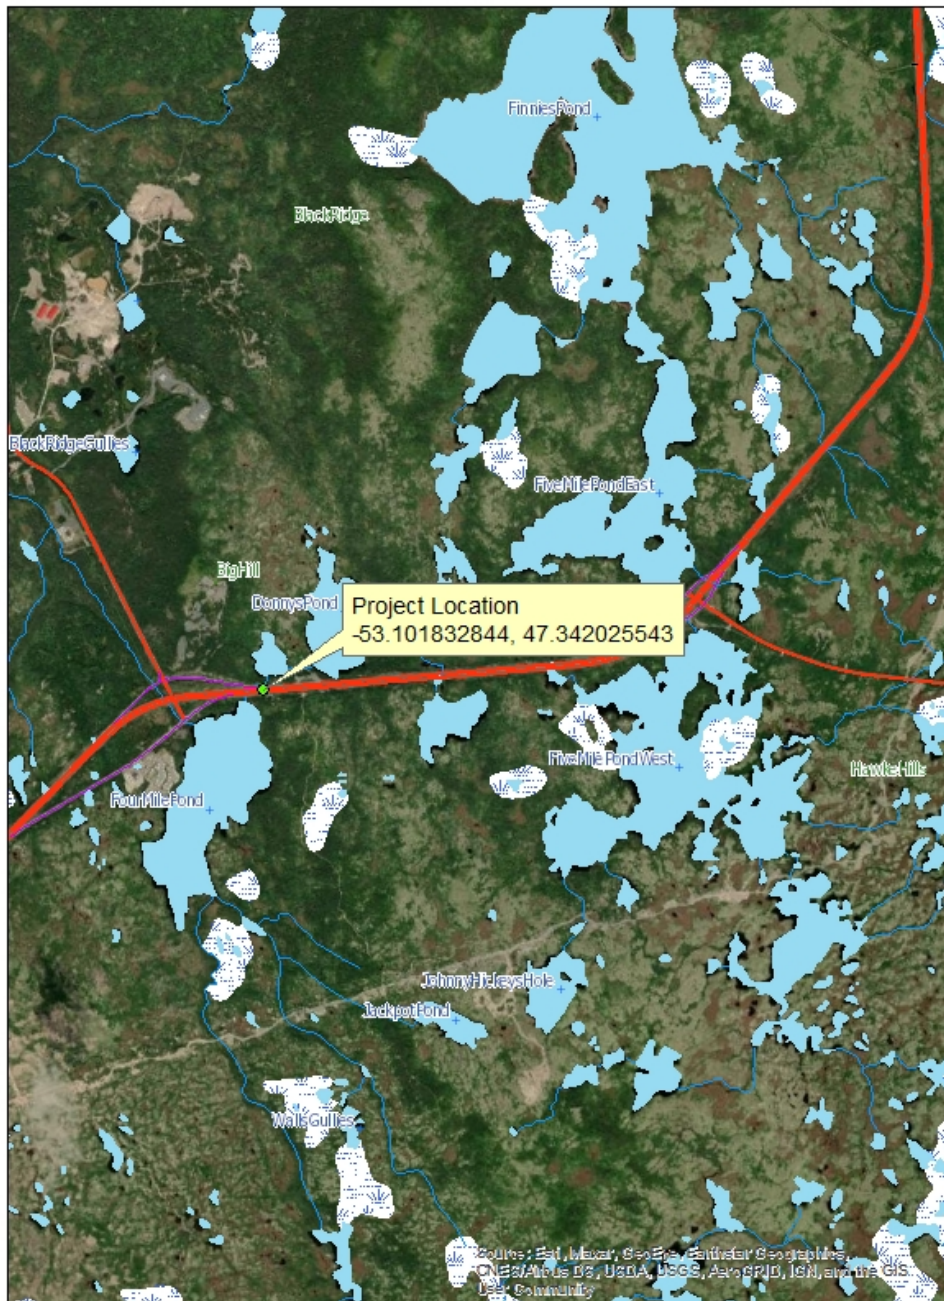 FinniesPond
BlackRidge
BlackRidgeGullies
FiveMilePondEast
BigHill
DonnysPond
Project Location
-53.101832844, 47.342025543
FiveMilePondWest
HawkeHills
FourMilePond
JohnnyHickeysHole
JackpotPond
WallsGullies
Source: Esri, Maxar, GeoEye, Earthstar Geographics,
CNES/Airbus DS, USDA, USGS, AeroGRID, IGN, and the GIS
User Community